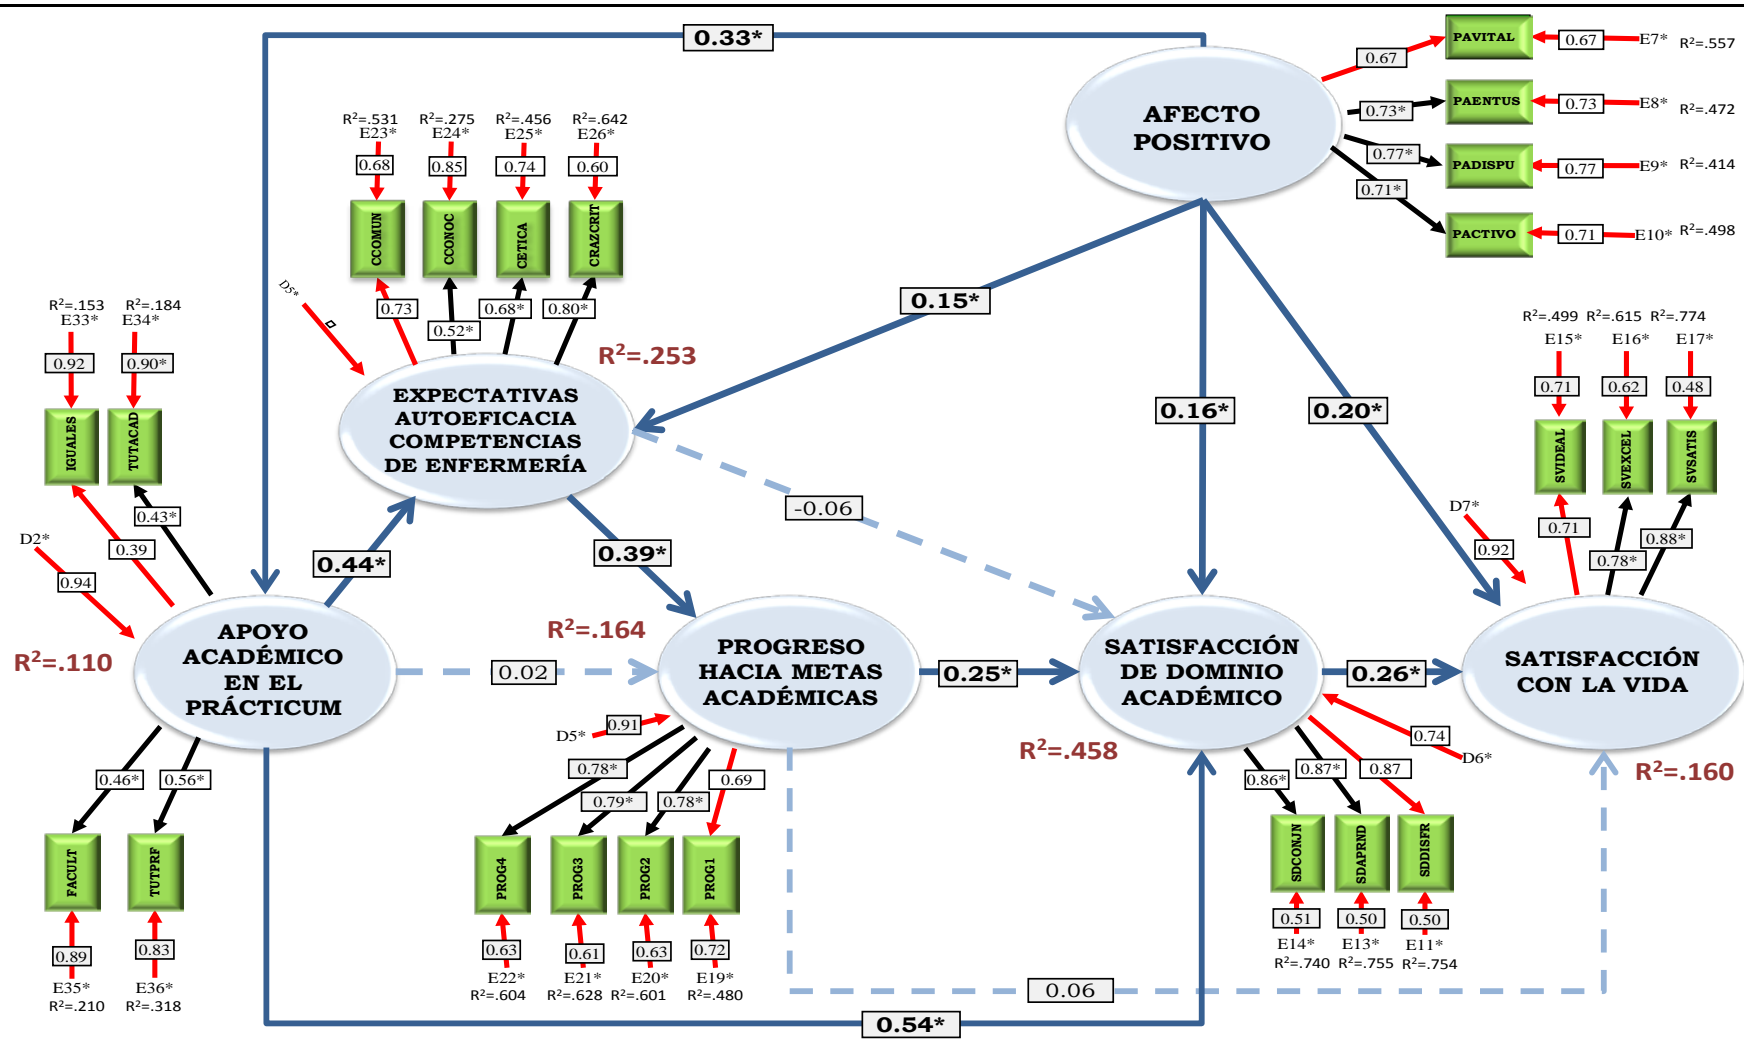 0.33*
AFECTO
POSITIVO
0.67
PAVITAL
0.67
E7*
R²=.557
0.73*
PAENTUS
0.73
E8*
R²=.472
0.77*
PADISPU
0.77
E9*
R²=.414
0.71*
PACTIVO
0.71
E10*
R²=.498
R²=.531
R²=.275
R²=.456
R²=.642
E23*
E24*
E25*
E26*
0.68
0.85
0.74
0.60
CCOMUN
CCONOC
CETICA
CRAZCRIT
0.73
0.52*
0.68*
0.80*
D5*
R²=.253
EXPECTATIVAS
AUTOEFICACIA
COMPETENCIAS
DE ENFERMERÍA
0.15*
0.16*
0.20*
-0.06
R²=.153
R²=.184
E33*
E34*
0.92
0.90*
IGUALES
TUTACAD
0.39
0.43*
D2*
0.94
0.44*
0.39*
R²=.499
R²=.615
R²=.774
E15*
E16*
E17*
0.71
0.62
0.48
SVIDEAL
SVEXCEL
SVSATIS
0.71
0.78*
0.88*
D7*
0.92
R²=.110
APOYO
ACADÉMICO
EN EL
PRÁCTICUM
0.02
R²=.164
PROGRESO
HACIA METAS
ACADÉMICAS
0.25*
SATISFACCIÓN
DE DOMINIO
ACADÉMICO
0.26*
SATISFACCIÓN
CON LA VIDA
R²=.458
R²=.160
0.46*
0.56*
FACULT
TUTPRF
0.89
0.83
E35*
E36*
R²=.210
R²=.318
D5*
0.91
0.78*
0.79*
0.78*
0.69
PROG4
PROG3
PROG2
PROG1
0.63
0.61
0.63
0.72
E22*
E21*
E20*
E19*
R²=.604
R²=.628
R²=.601
R²=.480
0.74
D6*
0.86*
0.87*
0.87
SDCONJN
SDAPRND
SDDISFR
0.51
0.50
0.50
E14*
E13*
E11*
R²=.740
R²=.755
R²=.754
0.06
0.54*